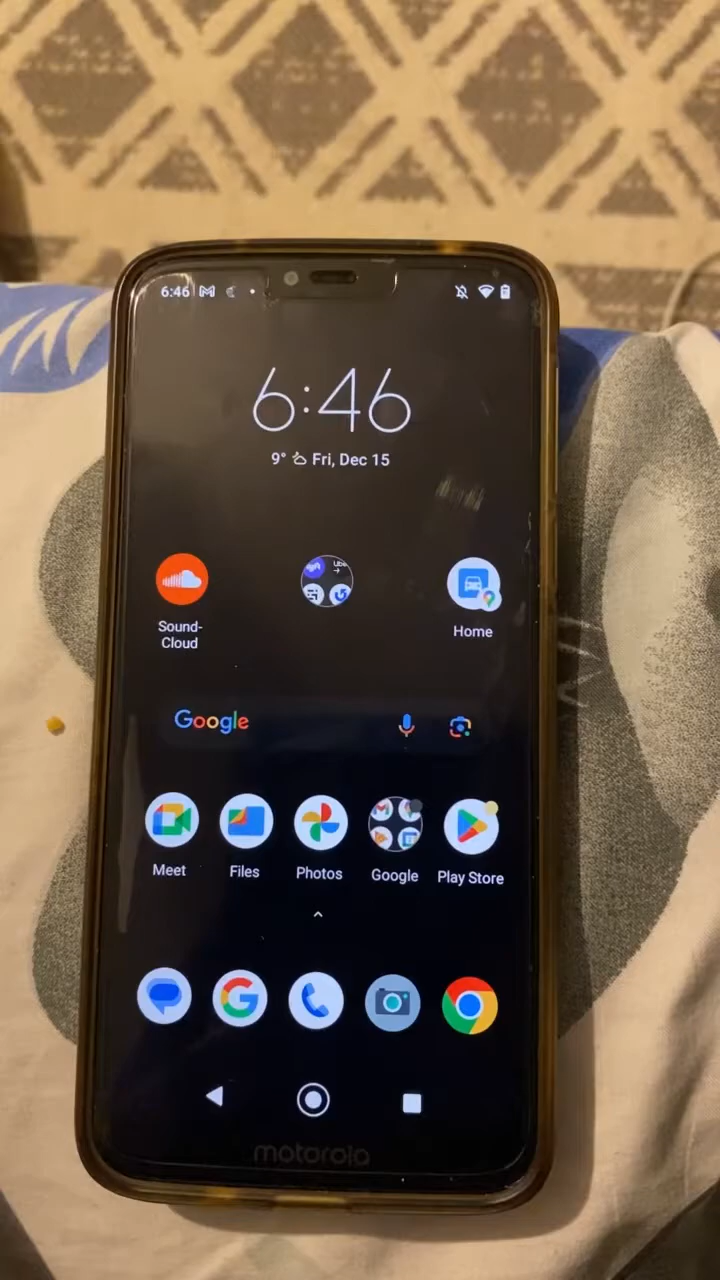 6:46
6:46
9° Fri, Dec 15
Sound-
Cloud
Uber
Home
Google
Meet
Files
Photos
Google
Play Store
motorola